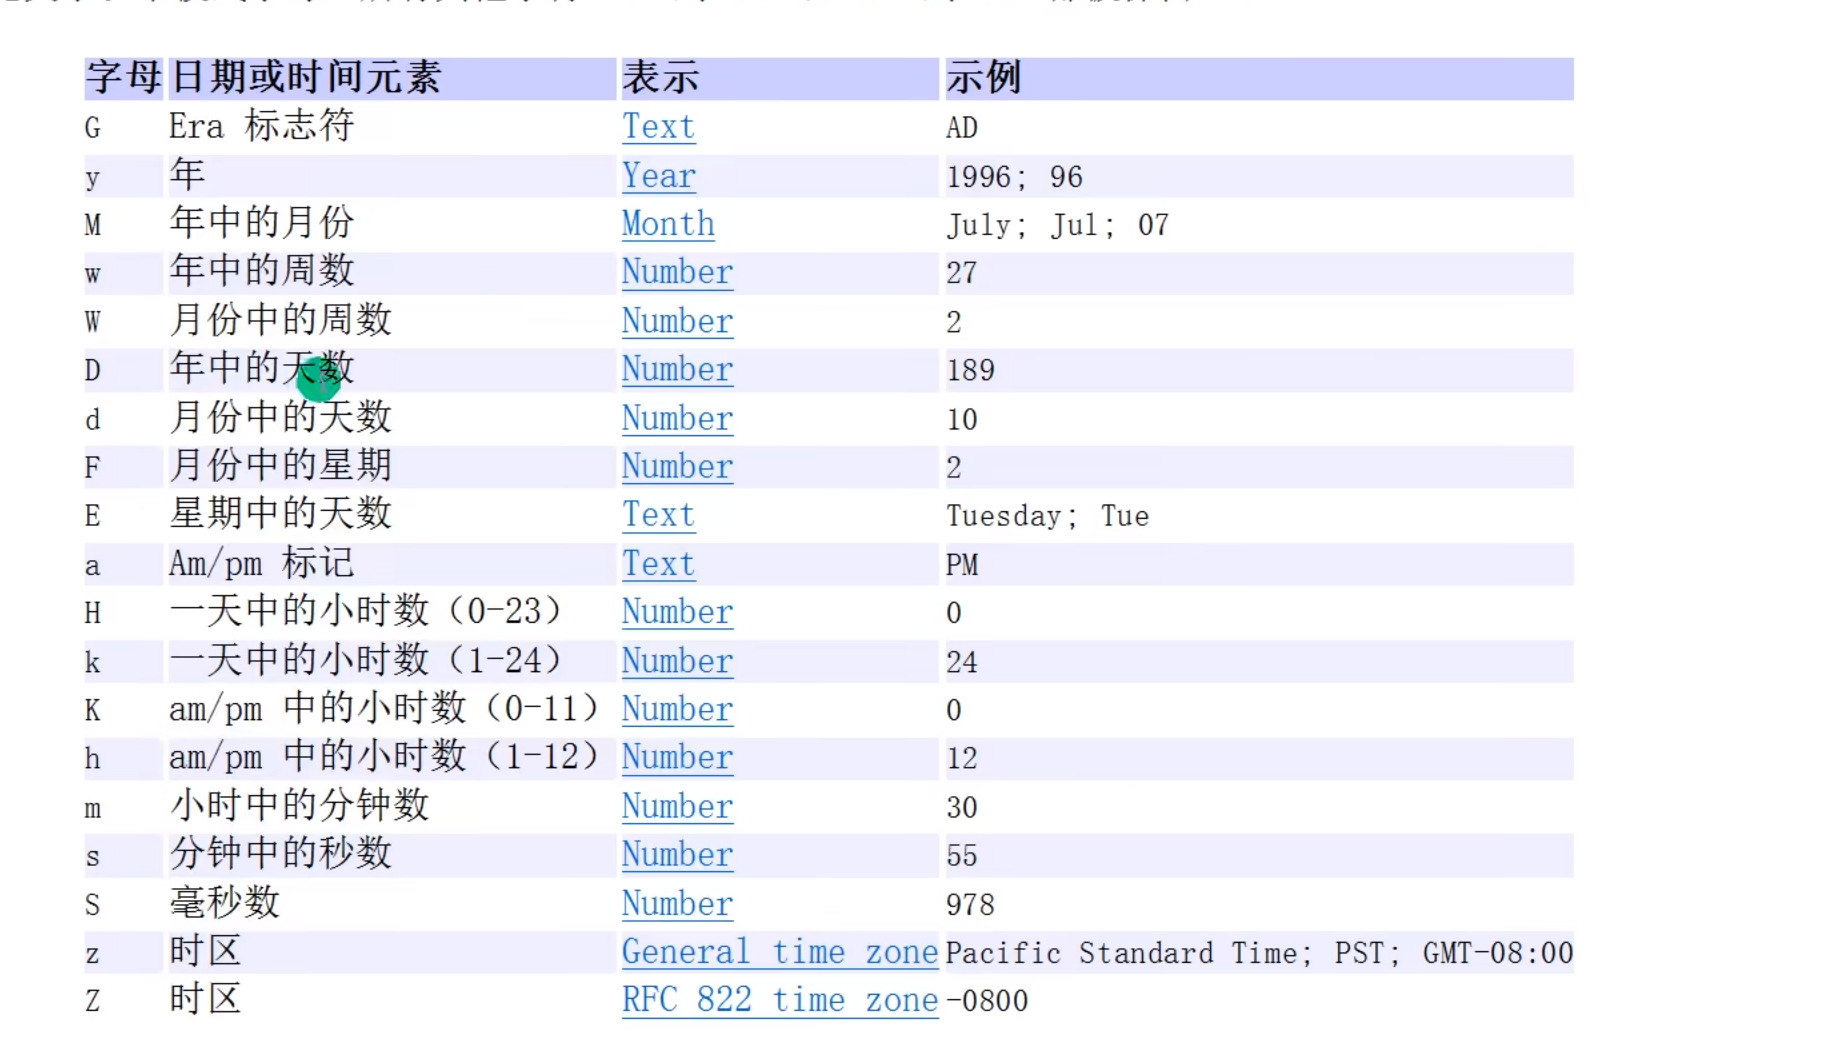 字母 日期或时间元素 表示 示例
G Era 标志符 Text AD
y 年 Year 1996; 96
M 年中的月份 Month July; Jul; 07
w 年中的周数 Number 27
W 月份中的周数 Number 2
D 年中的天数 Number 189
d 月份中的天数 Number 10
F 月份中的星期 Number 2
E 星期中的天数 Text Tuesday; Tue
a Am/pm 标记 Text PM
H 一天中的小时数（0-23） Number 0
k 一天中的小时数（1-24） Number 24
K am/pm 中的小时数（0-11） Number 0
h am/pm 中的小时数（1-12） Number 12
m 小时中的分钟数 Number 30
s 分钟中的秒数 Number 55
S 毫秒数 Number 978
z 时区 General time zone Pacific Standard Time; PST; GMT-08:00
Z 时区 RFC 822 time zone -0800